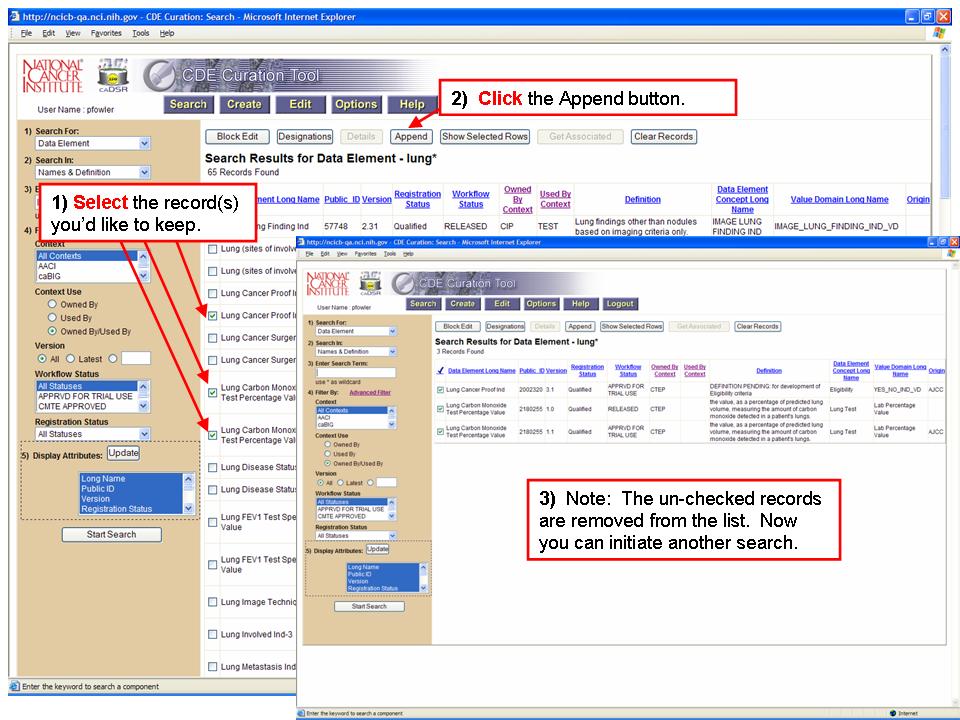 http://ncicb-qa.nci.nih.gov - CDE Curation: Search - Microsoft Internet Explorer
File Edit View Favorites Tools Help
NATIONAL CANCER INSTITUTE
caDSR
CDE Curation Tool
User Name : pfowler
Search Create Edit Options Help
2) Click the Append button.
1) Search For:
Data Element
2) Search In:
Names & Definition
3)
4)
Context
All Contexts
AACI
caBIG
Context Use
Owned By
Used By
Owned By/Used By
Version
All Latest
Workflow Status
All Statuses
APPRVD FOR TRIAL USE
CMTE APPROVED
Registration Status
All Statuses
5) Display Attributes: Update
Long Name
Public ID
Version
Registration Status
Start Search
Block Edit Designations Details Append Show Selected Rows Get Associated Clear Records
Search Results for Data Element - lung*
65 Records Found
1) Select the record(s)
you'd like to keep.
Long Name Public_ID Version Registration Status Workflow Status Owned By Context Used By Context Definition Data Element Concept Long Name Value Domain Long Name Origin
Finding Ind 57748 2.31 Qualified RELEASED CIP TEST Lung findings other than nodules based on imaging criteria only. IMAGE LUNG FINDING IND IMAGE_LUNG_FINDING_IND_VD
Lung (sites of involve
Lung (sites of involve
Lung Cancer Proof I
Lung Cancer Proof I
Lung Cancer Surger
Lung Cancer Surger
Lung Carbon Monoxid
Test Percentage Value
Lung Carbon Monoxid
Test Percentage Value
Lung Disease Statu
Lung Disease Statu
Lung FEV1 Test Spe
Value
Lung FEV1 Test Spe
Value
Lung Image Techniq
Lung Involved Ind-3
Lung Metastasis Ind
Enter the keyword to search a component
http://ncicb-qa.nci.nih.gov - CDE Curation: Search - Microsoft Internet Explorer
File Edit View Favorites Tools Help
NATIONAL CANCER INSTITUTE
caDSR
CDE Curation Tool
User Name : pfowler
Search Create Edit Options Help Logout
1) Search For:
Data Element
2) Search In:
Names & Definition
3) Enter Search Term:
use * as wildcard
4) Filter By: Advanced Filter
Context
All Contexts
AACI
caBIG
Context Use
Owned By
Used By
Owned By/Used By
Version
All Latest
Workflow Status
All Statuses
APPRVD FOR TRIAL USE
CMTE APPROVED
Registration Status
All Statuses
5) Display Attributes: Update
Long Name
Public ID
Version
Registration Status
Start Search
Block Edit Designations Details Append Show Selected Rows Get Associated Clear Records
Search Results for Data Element - lung*
3 Records Found
Data Element Long Name Public_ID Version Registration Status Workflow Status Owned By Context Used By Context Definition Data Element Concept Long Name Value Domain Long Name Origin
Lung Cancer Proof Ind 2002320 3.1 Qualified APPRVD FOR TRIAL USE CTEP DEFINITION PENDING: for development of Eligibility criteria Eligibility YES_NO_IND_VD AJCC
Lung Carbon Monoxide Test Percentage Value 2180255 1.0 Qualified RELEASED CTEP the value, as a percentage of predicted lung volume, measuring the amount of carbon monoxide detected in a patient's lungs. Lung Test Lab Percentage Value
Lung Carbon Monoxide Test Percentage Value 2180255 1.1 Qualified APPRVD FOR TRIAL USE CTEP the value, as a percentage of predicted lung volume, measuring the amount of carbon monoxide detected in a patient's lungs. Lung Test Lab Percentage Value AJCC
3) Note: The un-checked records
are removed from the list. Now
you can initiate another search.
Enter the keyword to search a component
Internet